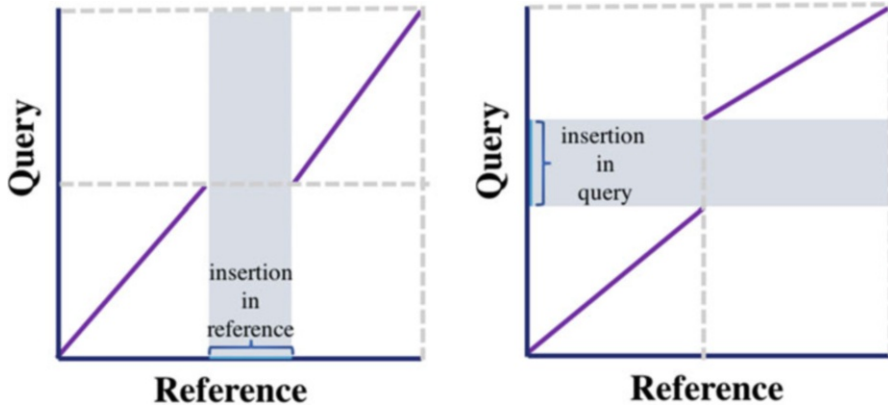 Query
insertion
in
reference
Reference
Query
insertion
in
query
Reference